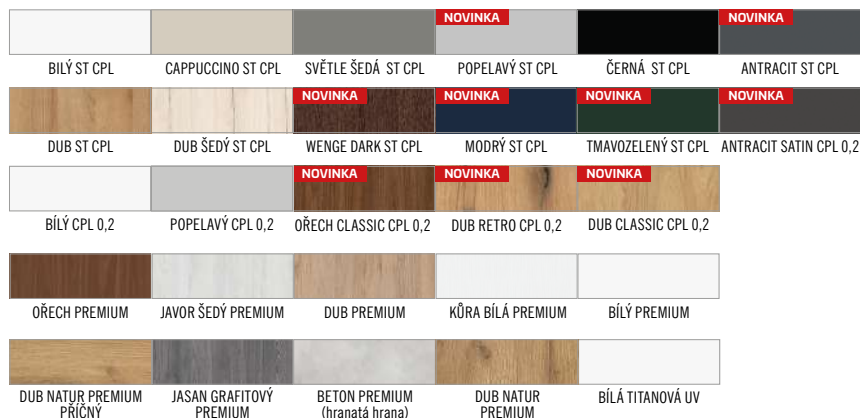 NOVINKA NOVINKA
BILÝ ST CPL CAPPUCCINO ST CPL SVĚTLE ŠEDÁ ST CPL POPELAVÝ ST CPL ČERNÁ ST CPL ANTRACIT ST CPL
NOVINKA NOVINKA NOVINKA NOVINKA
DUB ST CPL DUB ŠEDÝ ST CPL WENGE DARK ST CPL MODRÝ ST CPL TMAVOZELENÝ ST CPL ANTRACIT SATIN CPL 0,2
NOVINKA NOVINKA NOVINKA
BÍLÝ CPL 0,2 POPELAVÝ CPL 0,2 OŘECH CLASSIC CPL 0,2 DUB RETRO CPL 0,2 DUB CLASSIC CPL 0,2
OŘECH PREMIUM JAVOR ŠEDÝ PREMIUM DUB PREMIUM KŮRA BÍLÁ PREMIUM BÍLÝ PREMIUM
DUB NATUR PREMIUM JASAN GRAFITOVÝ BETON PREMIUM DUB NATUR BÍLÁ TITANOVÁ UV
PŘÍČNÝ PREMIUM (hranatá hrana) PREMIUM